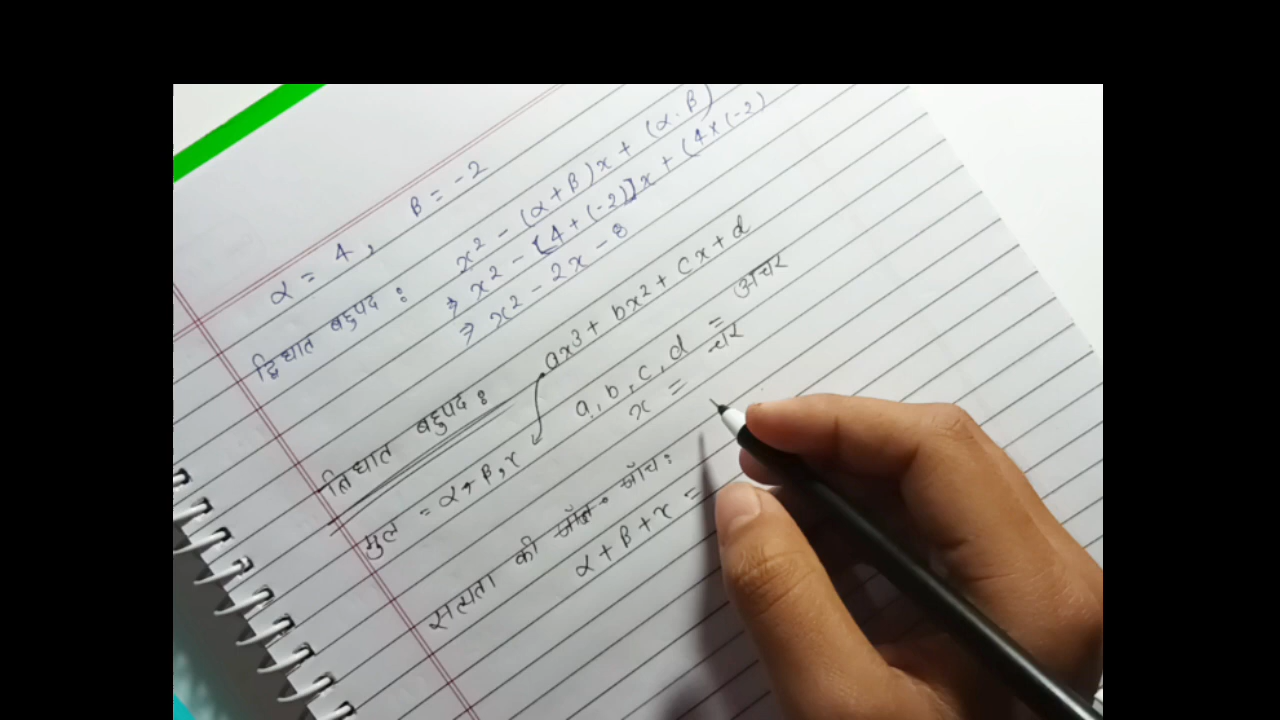 α = 4, β = -2
द्विघात बहुपद : x² - (α + β)x + (α·β)
⇒ x² - [4 + (-2)]x + (4x(-2)
⇒ x² - 2x - 8
त्रिघात बहुपद : ax3 + bx2 + cx + d
a, b, c, d = अचर
मुल = α, β, r x = चर
सत्यता की जाँच :
α + β + r =